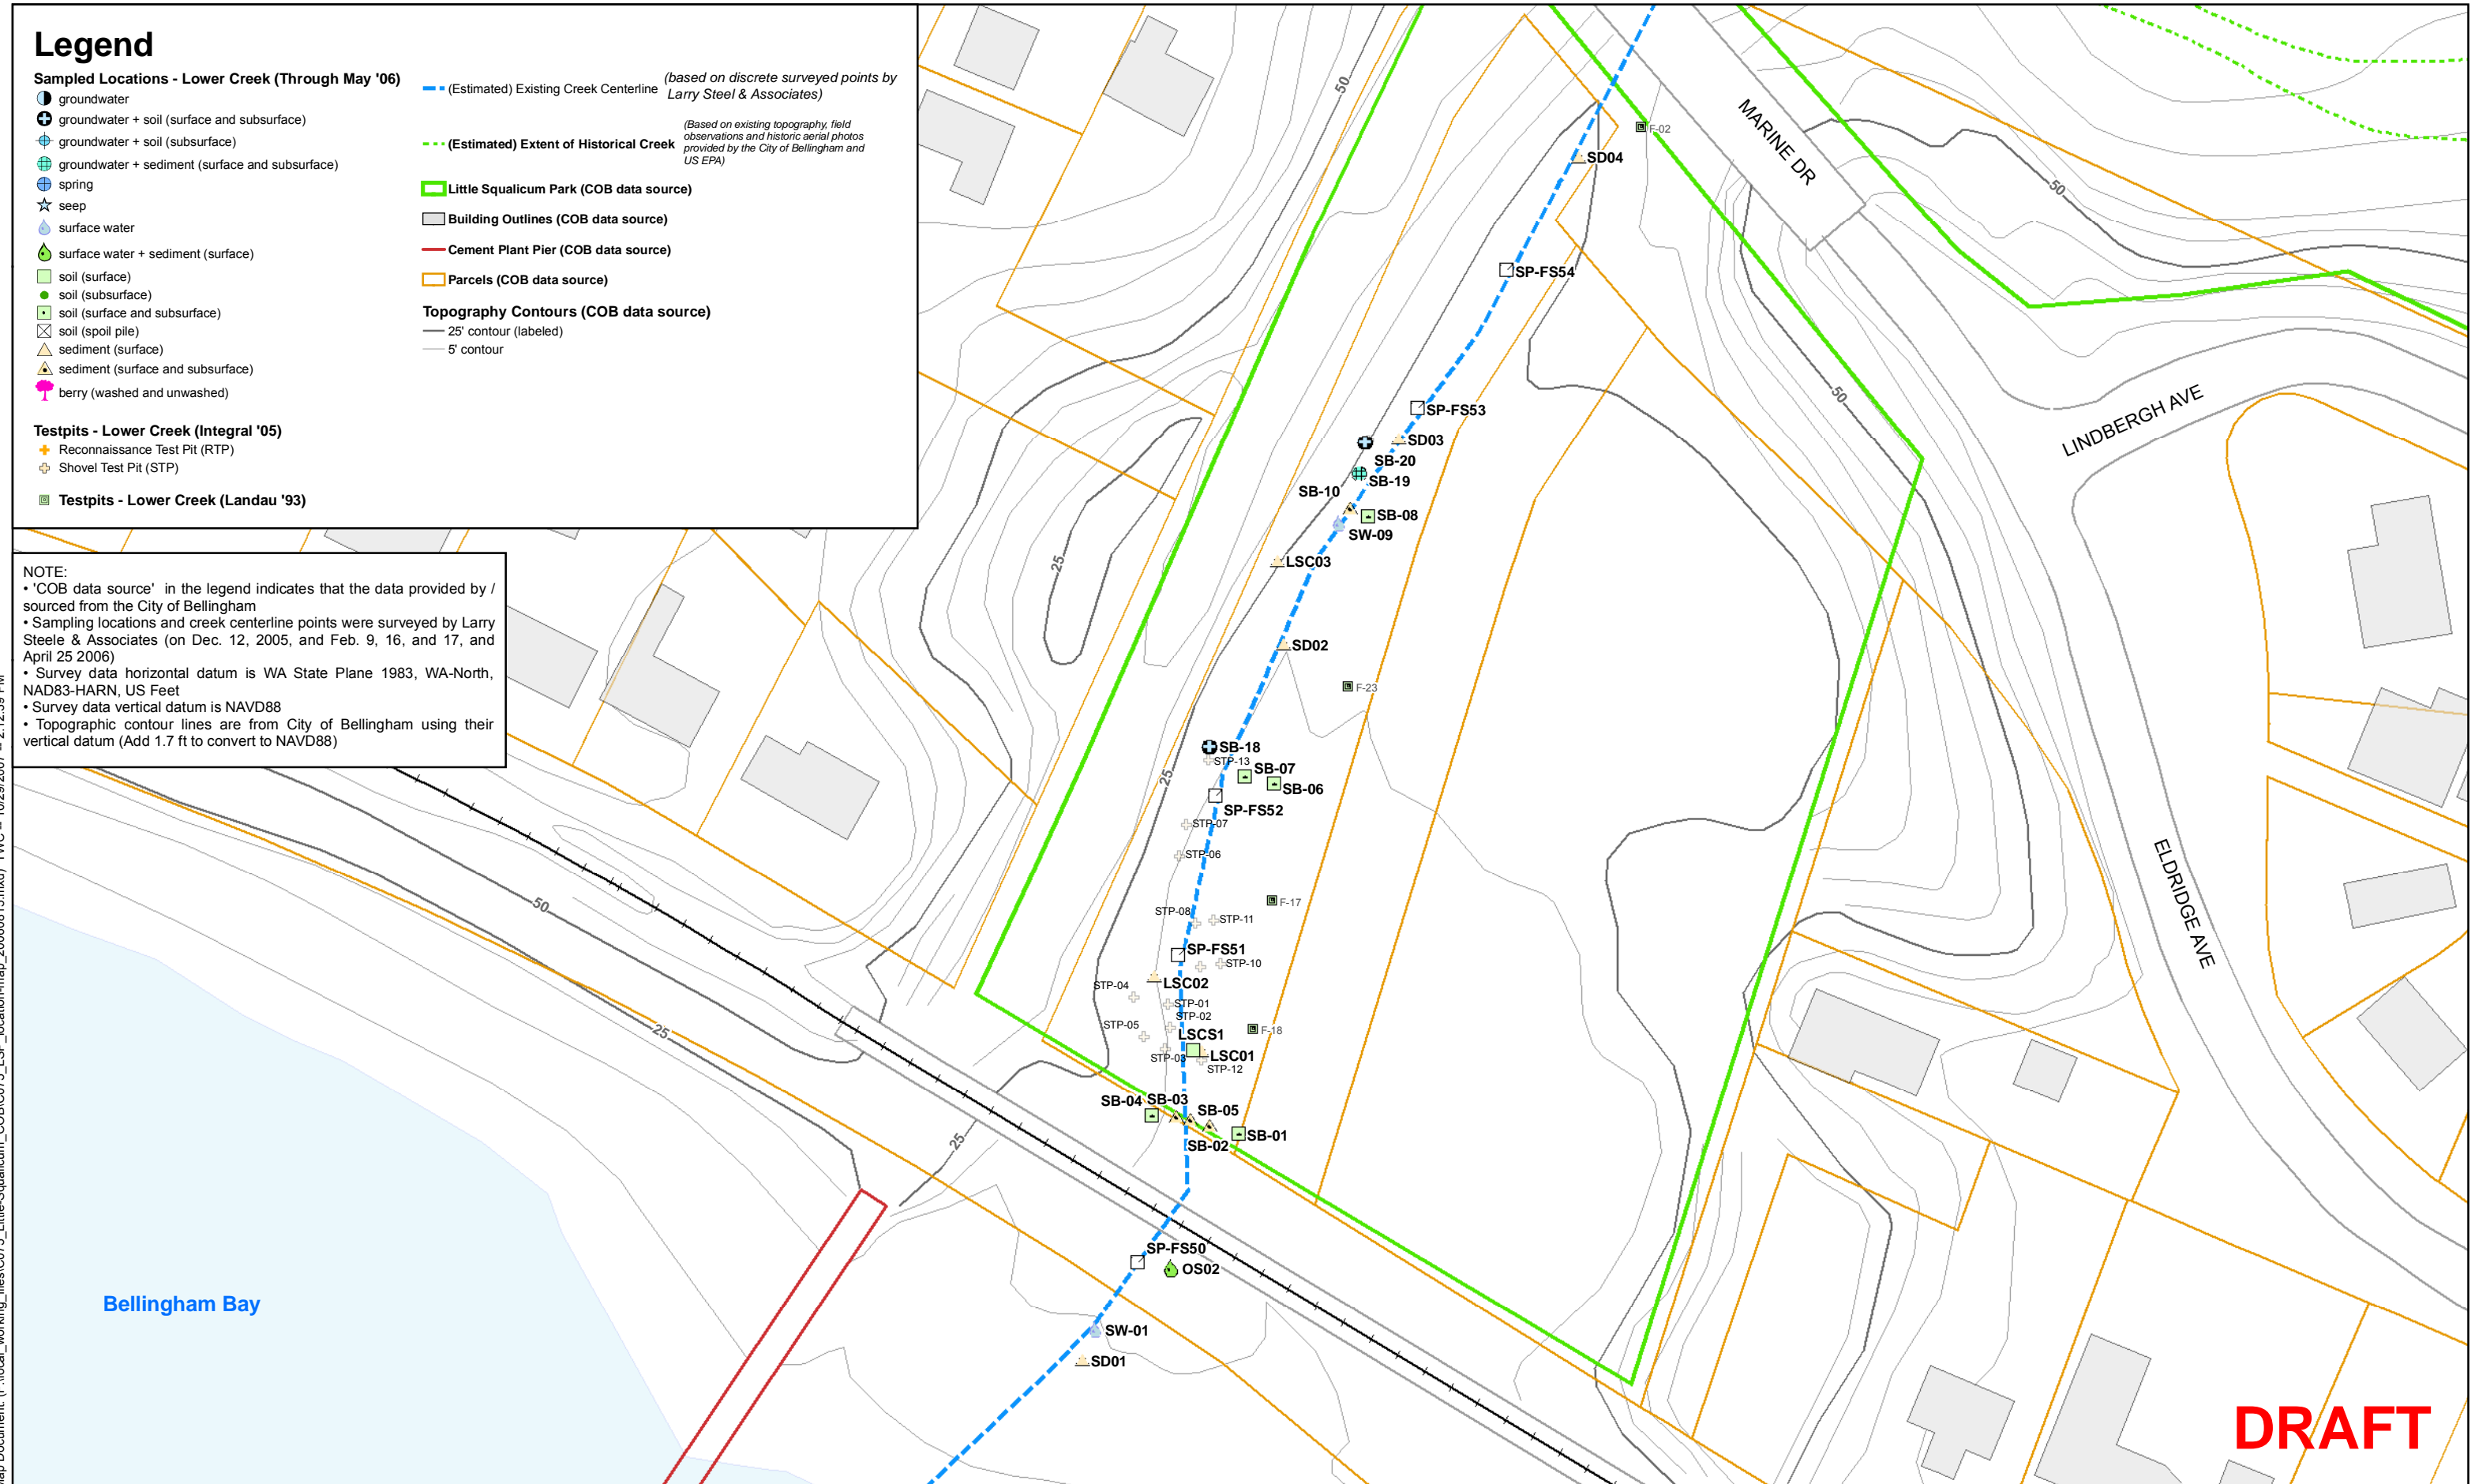 Legend
Sampled Locations - Lower Creek (Through May '06)
groundwater
groundwater + soil (surface and subsurface)
groundwater + soil (subsurface)
groundwater + sediment (surface and subsurface)
spring
seep
surface water
surface water + sediment (surface)
soil (surface)
soil (subsurface)
soil (surface and subsurface)
soil (spoil pile)
sediment (surface)
sediment (surface and subsurface)
berry (washed and unwashed)
Testpits - Lower Creek (Integral '05)
Reconnaissance Test Pit (RTP)
Shovel Test Pit (STP)
Testpits - Lower Creek (Landau '93)
(Estimated) Existing Creek Centerline
(based on discrete surveyed points by
Larry Steel & Associates)
(Estimated) Extent of Historical Creek
(Based on existing topography, field
observations and historic aerial photos
provided by the City of Bellingham and
US EPA)
Little Squalicum Park (COB data source)
Building Outlines (COB data source)
Cement Plant Pier (COB data source)
Parcels (COB data source)
Topography Contours (COB data source)
25' contour (labeled)
5' contour
NOTE:
• 'COB data source' in the legend indicates that the data provided by /
sourced from the City of Bellingham
• Sampling locations and creek centerline points were surveyed by Larry
Steele & Associates (on Dec. 12, 2005, and Feb. 9, 16, and 17, and
April 25 2006)
• Survey data horizontal datum is WA State Plane 1983, WA-North,
NAD83-HARN, US Feet
• Survey data vertical datum is NAVD88
• Topographic contour lines are from City of Bellingham using their
vertical datum (Add 1.7 ft to convert to NAVD88)
50
MARINE DR
F-02
SD04
50
SP-FS54
50
LINDBERGH AVE
SP-FS53
SD03
SB-20
SB-19
SB-10
SB-08
SW-09
LSC03
25
SD02
F-23
SB-18
STP-13
SB-07
SB-06
25
SP-FS52
STP-07
STP-06
ELDRIDGE AVE
50
F-17
STP-08
STP-11
SP-FS51
STP-10
LSC02
STP-04
STP-01
STP-02
25
STP-05
LSCS1
F-18
STP-03
LSC01
STP-12
SB-04
SB-03
SB-05
SB-01
SB-02
25
SP-FS50
OS02
Bellingham Bay
SW-01
SD01
DRAFT